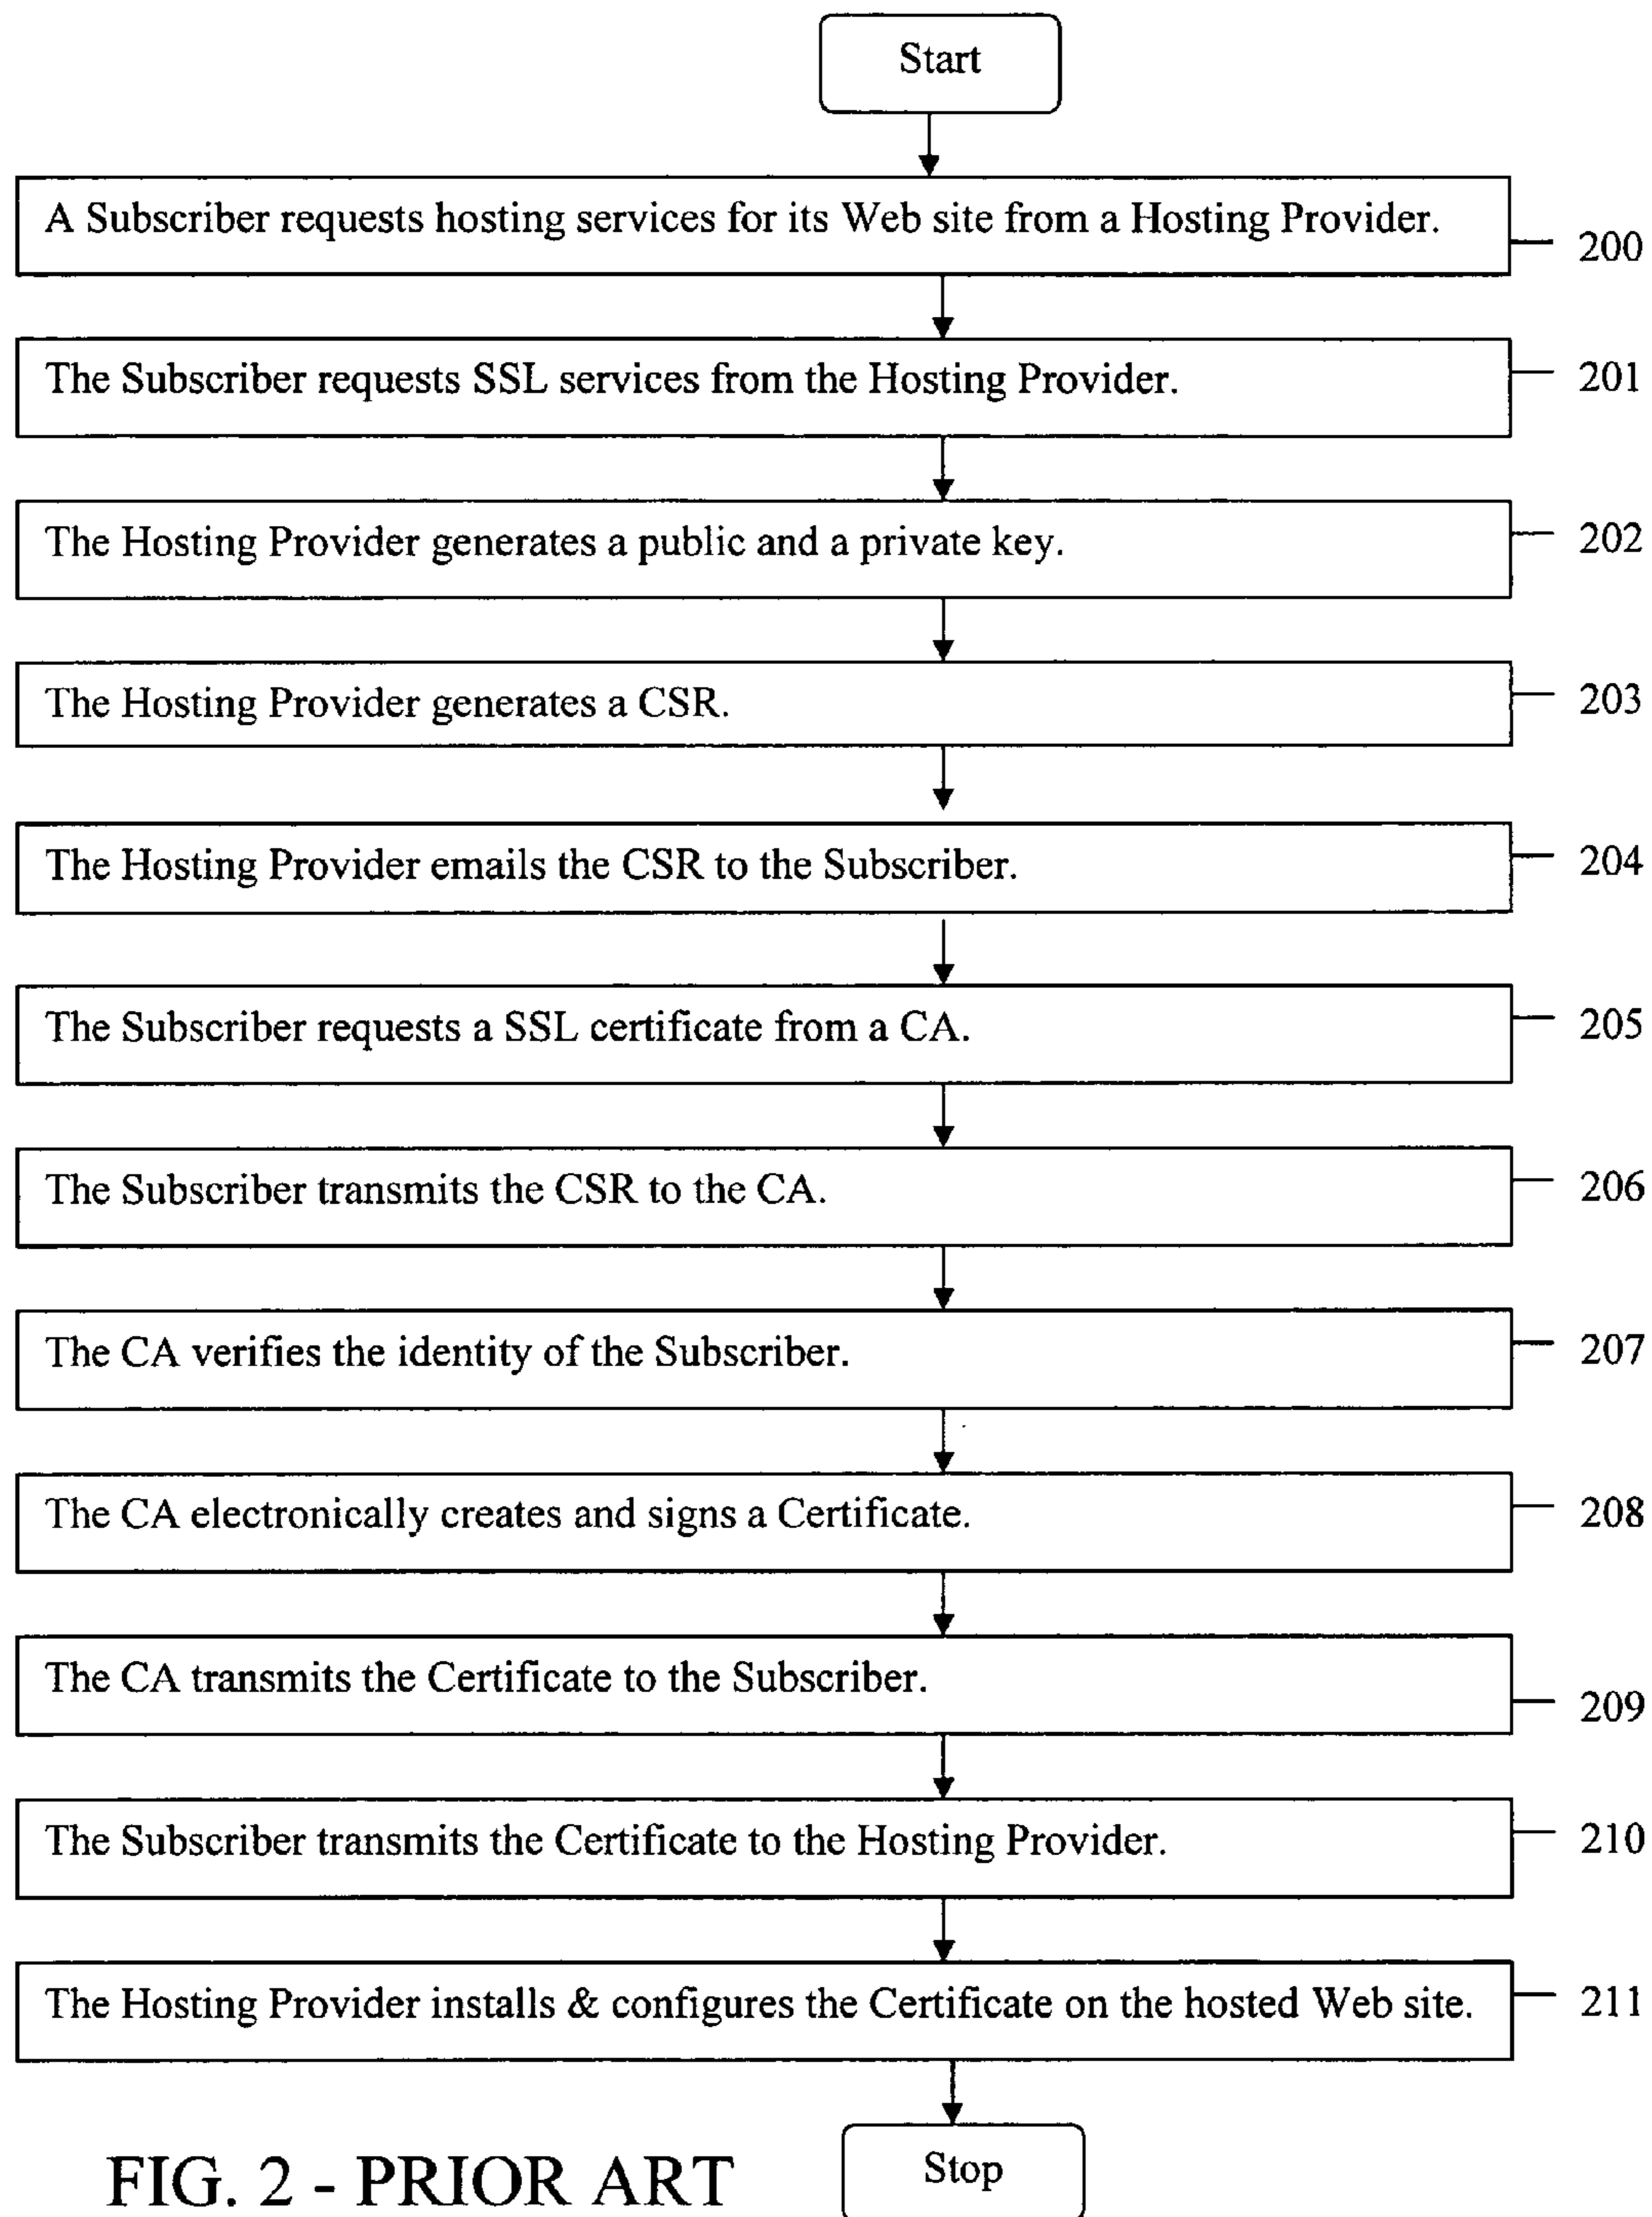 Start
A Subscriber requests hosting services for its Web site from a Hosting Provider.
200
The Subscriber requests SSL services from the Hosting Provider.
201
The Hosting Provider generates a public and a private key.
202
The Hosting Provider generates a CSR.
203
The Hosting Provider emails the CSR to the Subscriber.
204
The Subscriber requests a SSL certificate from a CA.
205
The Subscriber transmits the CSR to the CA.
206
The CA verifies the identity of the Subscriber.
207
The CA electronically creates and signs a Certificate.
208
The CA transmits the Certificate to the Subscriber.
209
The Subscriber transmits the Certificate to the Hosting Provider.
210
The Hosting Provider installs & configures the Certificate on the hosted Web site.
211
Stop
FIG. 2 - PRIOR ART